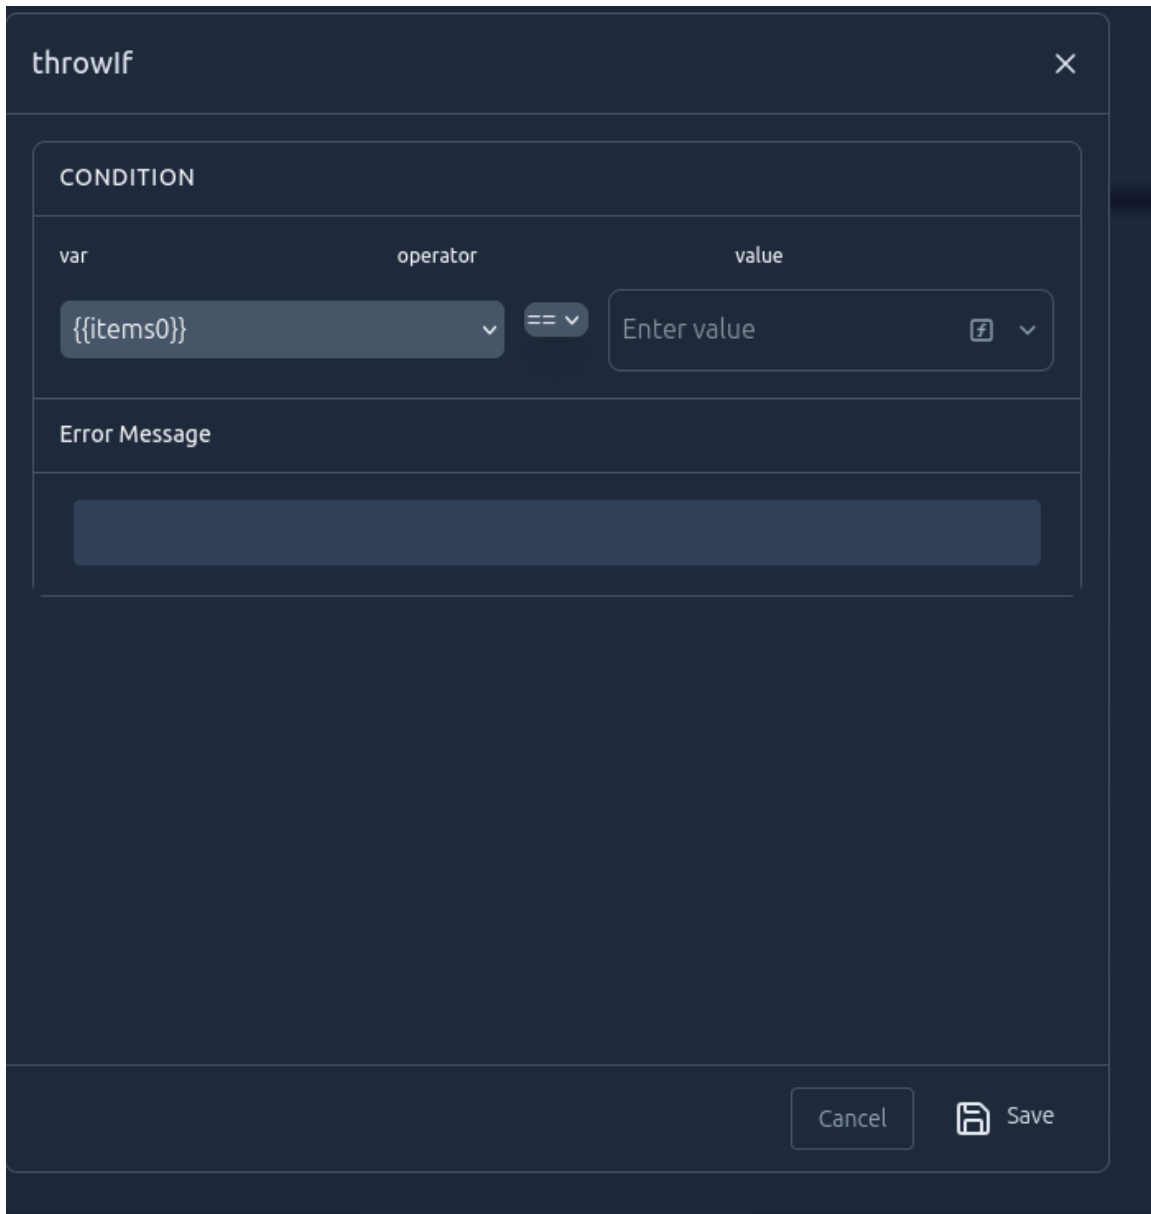 throwIf
CONDITION
var operator value
{{items0}} == Enter value
Error Message
Cancel Save